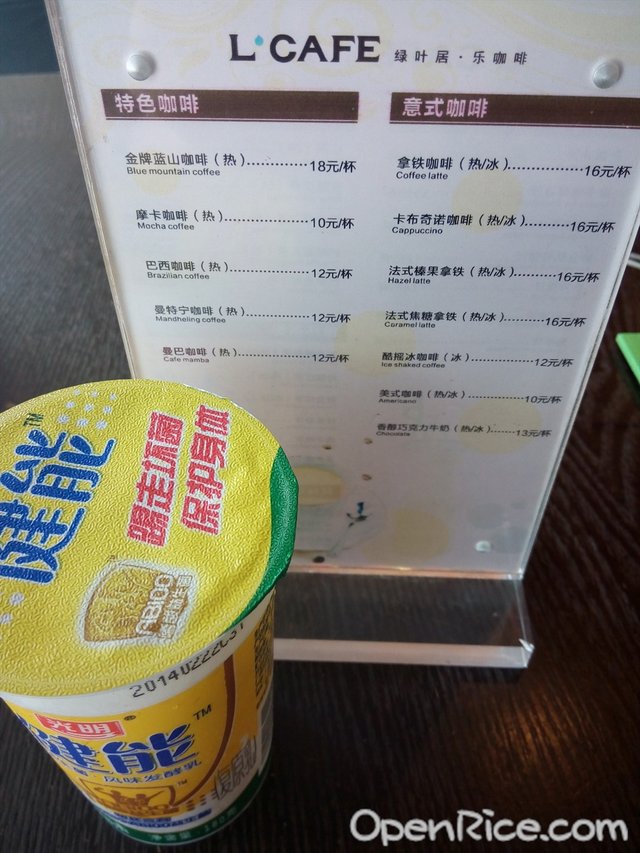 L'CAFE 绿叶居·乐咖啡
特色咖啡
金牌蓝山咖啡（热）..............18元/杯
Blue mountain coffee
摩卡咖啡（热）....................10元/杯
Mocha coffee
巴西咖啡（热）...................12元/杯
Brazilian coffee
曼特宁咖啡（热）...............12元/杯
Mandheling coffee
曼巴咖啡（热）.................12元/杯
Cafe mamba
意式咖啡
拿铁咖啡（热/冰）...............16元/杯
Coffee latte
卡布奇诺咖啡（热/冰）.........16元/杯
Cappuccino
法式榛果拿铁（热/冰）.........16元/杯
Hazel latte
法式焦糖拿铁（热/冰）.........16元/杯
Caramel latte
酷摇冰咖啡（冰）.............12元/杯
Ice shaked coffee
美式咖啡（热/冰）.............10元/杯
Americano
香醇巧克力牛奶（热/冰）.....13元/杯
Chocolate
健能™
踢走坏菌
保护身体
AB100
20140222
光明®
健能™
风味发酵乳
OpenRice.com